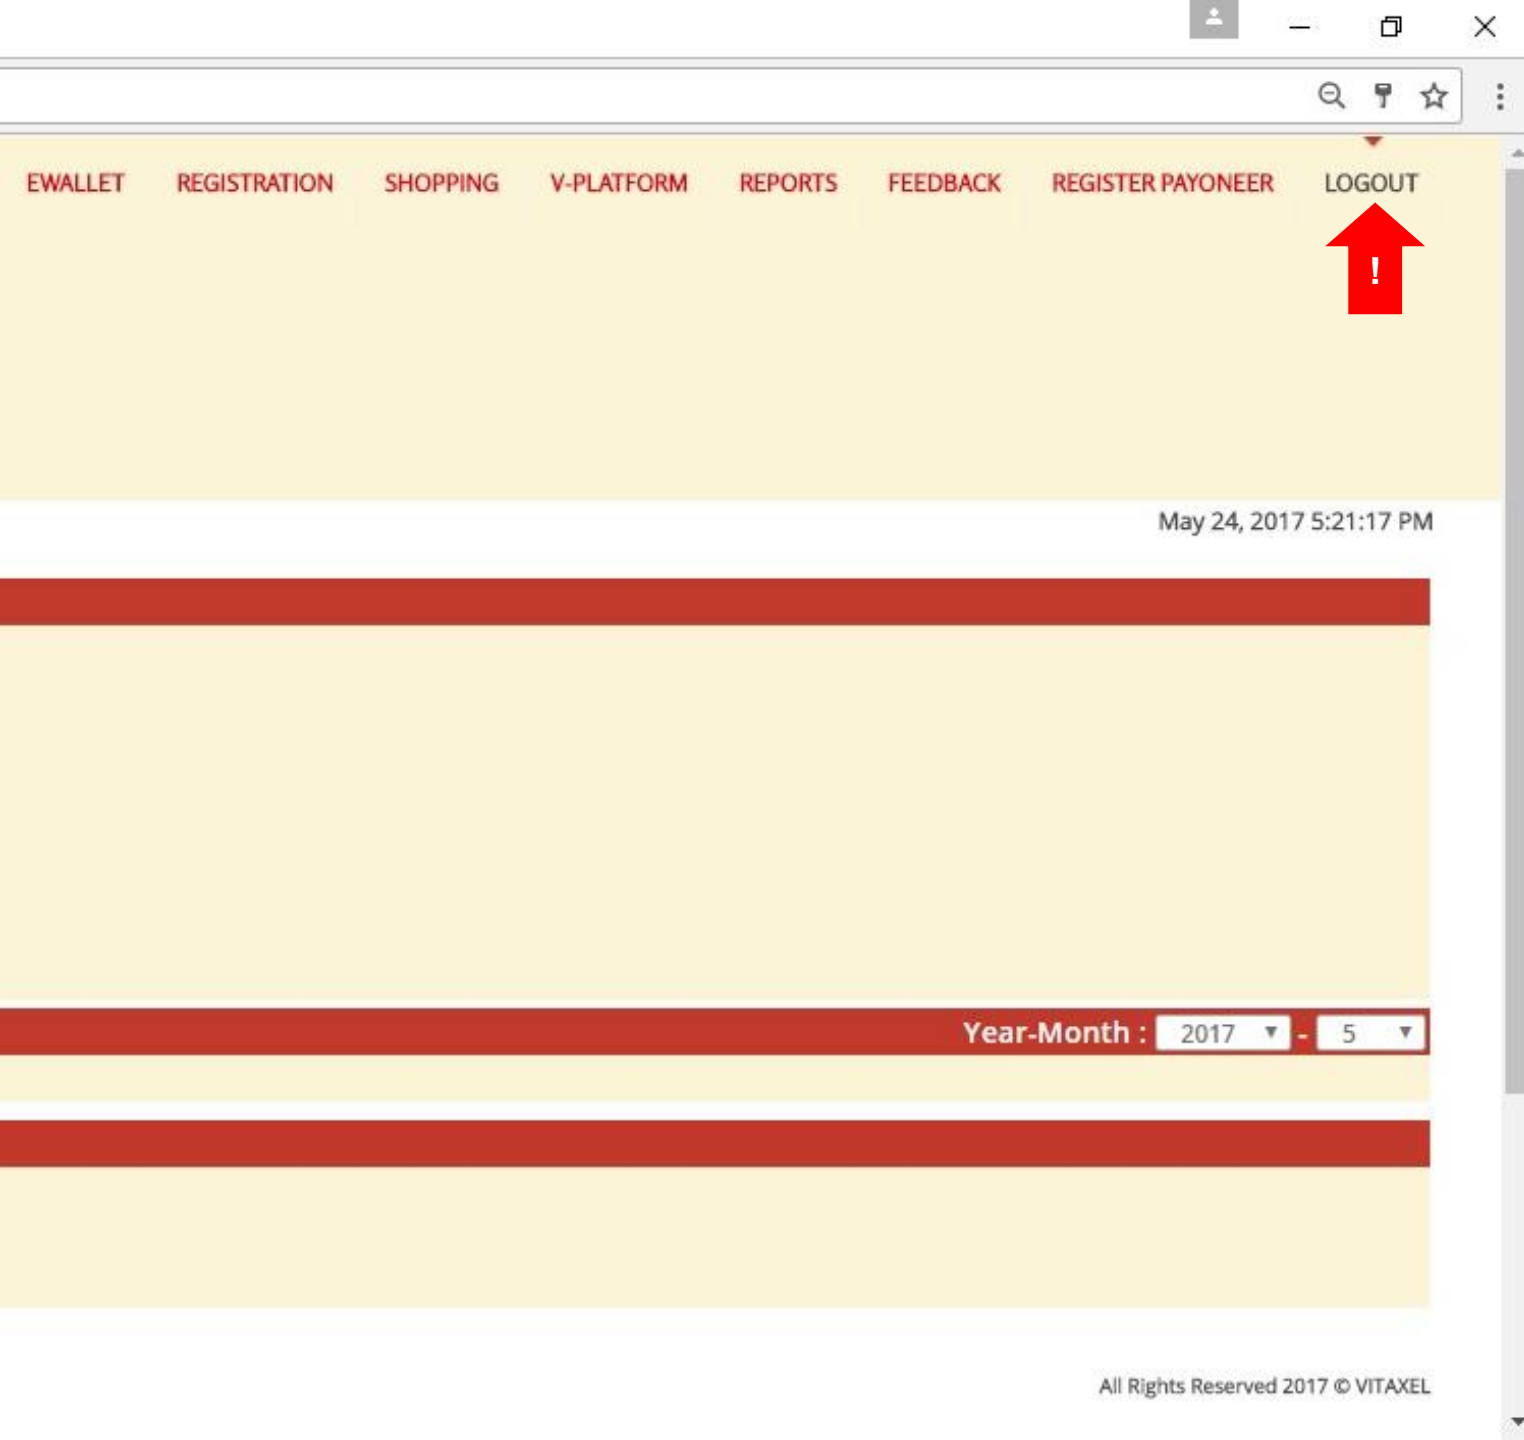 EWALLET REGISTRATION SHOPPING V-PLATFORM REPORTS FEEDBACK REGISTER PAYONEER LOGOUT
!
May 24, 2017 5:21:17 PM
Year-Month : 2017 - 5
All Rights Reserved 2017 © VITAXEL